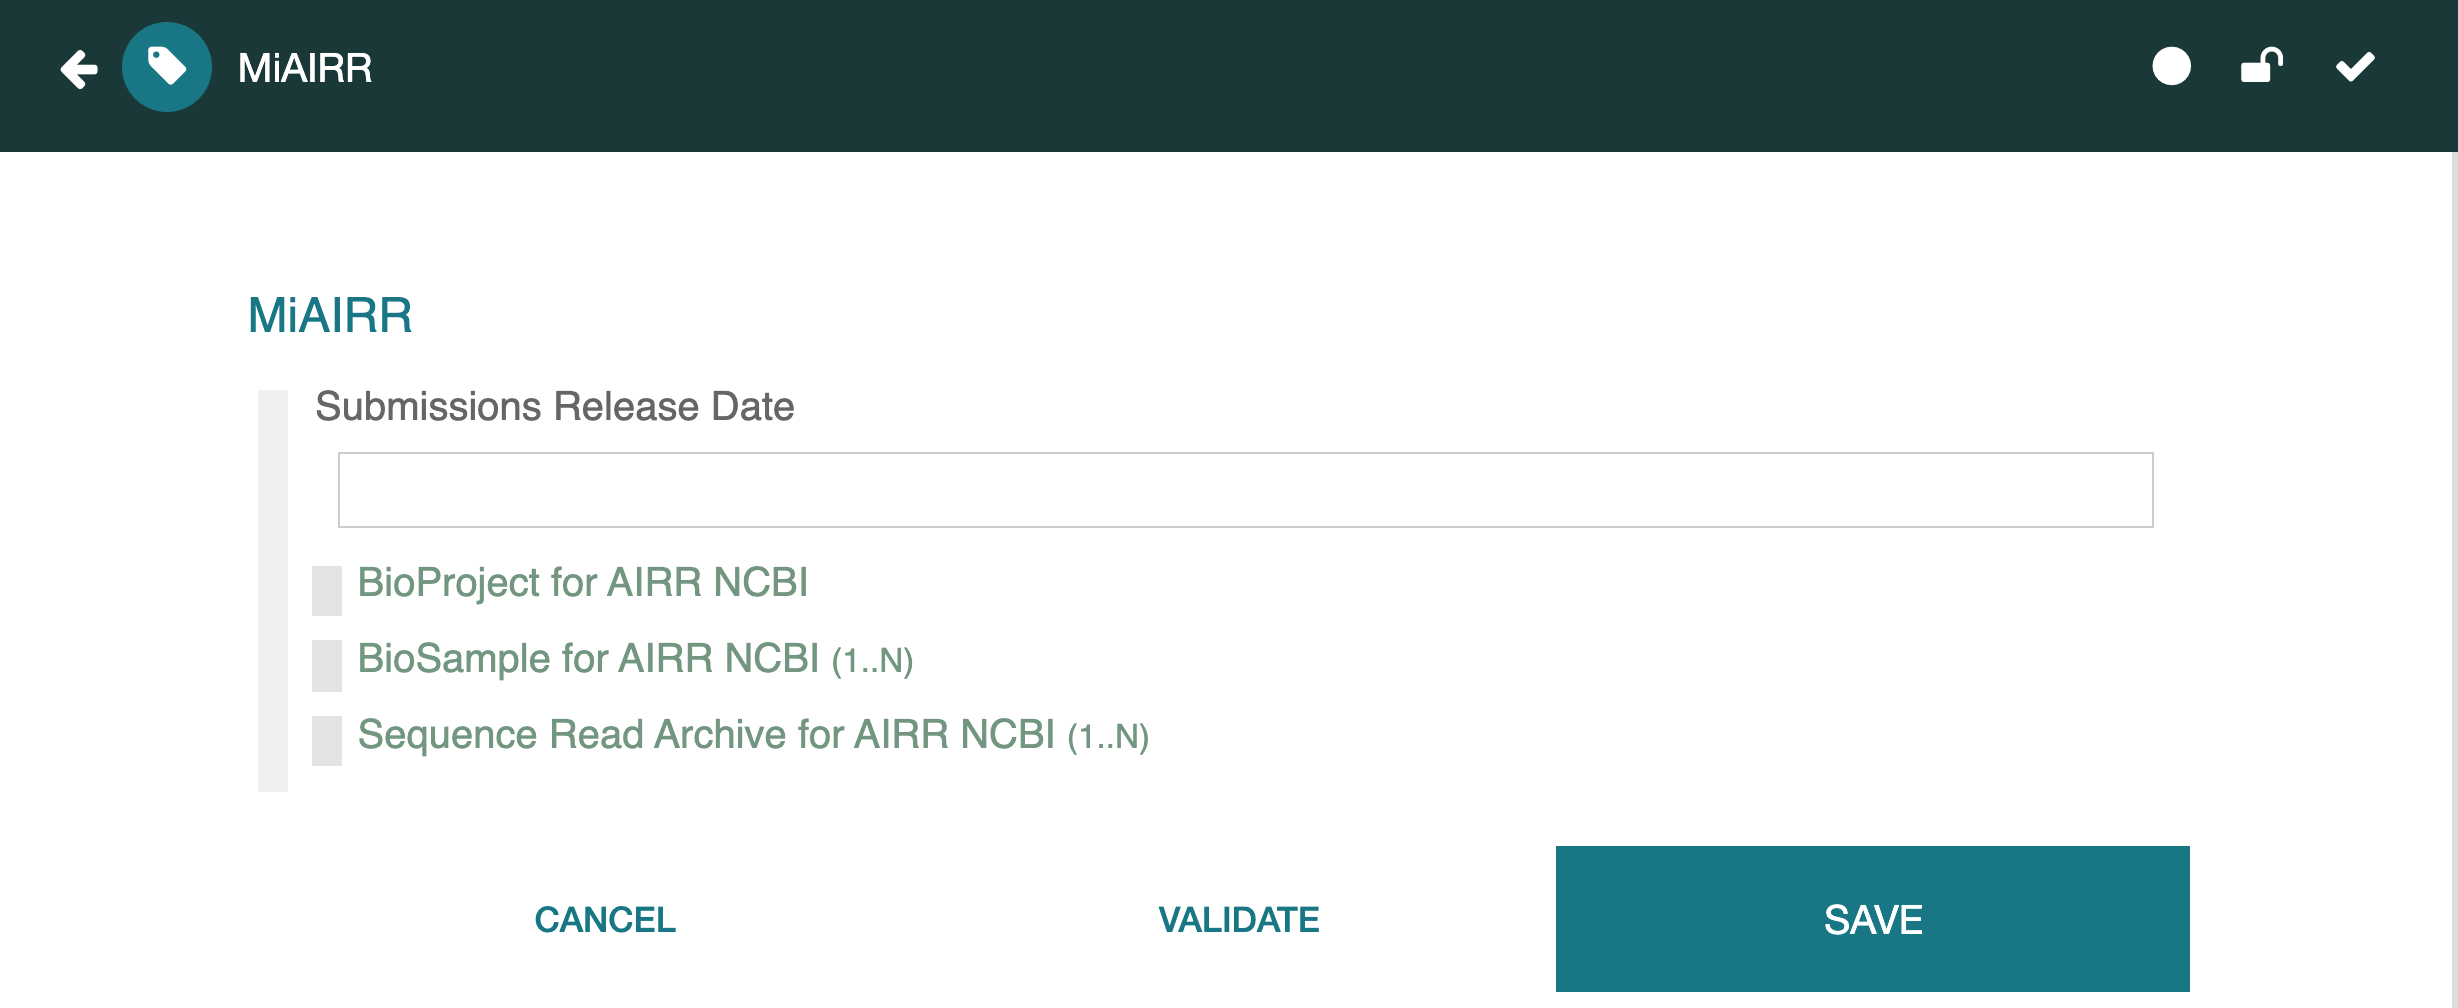 MiAIRR
MiAIRR
Submissions Release Date
BioProject for AIRR NCBI
BioSample for AIRR NCBI (1..N)
Sequence Read Archive for AIRR NCBI (1..N)
CANCEL VALIDATE SAVE